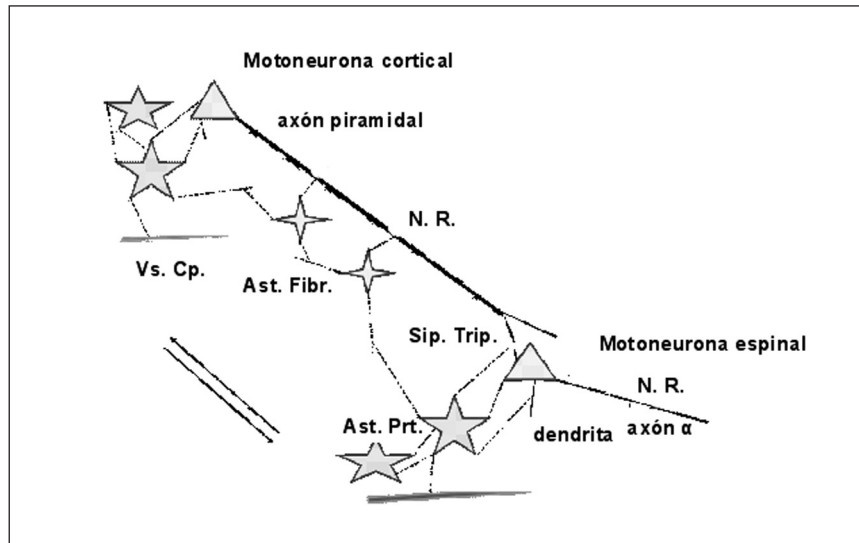 Motoneurona cortical
axón piramidal
N. R.
Vs. Cp.
Ast. Fibr.
Sip. Trip.
Motoneurona espinal
N. R.
Ast. Prt.
dendrita
axón α